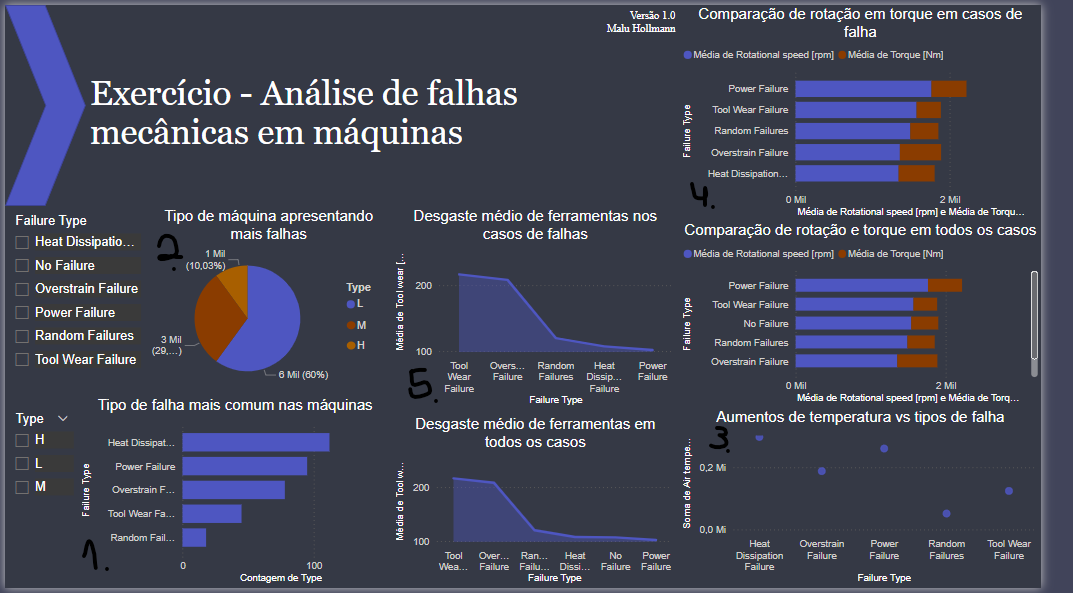 Versão 1.0
Malu Hollmann
Exercício - Análise de falhas
mecânicas em máquinas
Comparação de rotação em torque em casos de
falha
Média de Rotational speed [rpm] Média de Torque [Nm]
Failure Type
Power Failure
Tool Wear Failure
Random Failures
Overstrain Failure
Heat Dissipation...
0 Mil 2 Mil
Média de Rotational speed [rpm] e Média de Torqu...
4.
Failure Type
Heat Dissipatio...
No Failure
Overstrain Failure
Power Failure
Random Failures
Tool Wear Failure
2.
Tipo de máquina apresentando
mais falhas
1 Mil
(10,03%)
3 Mil
(29,...)
6 Mil (60%)
Type
L
M
H
Desgaste médio de ferramentas nos
casos de falhas
Média de Tool wear [...
200
100
Tool Wear Failure
Overs... Failure
Random Failures
Heat Dissip... Failure
Power Failure
Failure Type
5.
Comparação de rotação e torque em todos os casos
Média de Rotational speed [rpm] Média de Torque [Nm]
Failure Type
Power Failure
Tool Wear Failure
No Failure
Random Failures
Overstrain Failure
0 Mil 2 Mil
Média de Rotational speed [rpm] e Média de Torq...
Type
H
L
M
Tipo de falha mais comum nas máquinas
Failure Type
Heat Dissipat...
Power Failure
Overstrain F...
Tool Wear Fa...
Random Fail...
0 100
Contagem de Type
1.
Desgaste médio de ferramentas em
todos os casos
Média de Tool w...
200
100
Tool Wea...
Over... Failure
Ran... Failu...
Heat Dissi...
No Failure
Power Failure
Failure Type
Aumentos de temperatura vs tipos de falha
3.
Soma de Air tempe...
0,2 Mi
0,0 Mi
Heat Dissipation Failure
Overstrain Failure
Power Failure
Random Failures
Tool Wear Failure
Failure Type